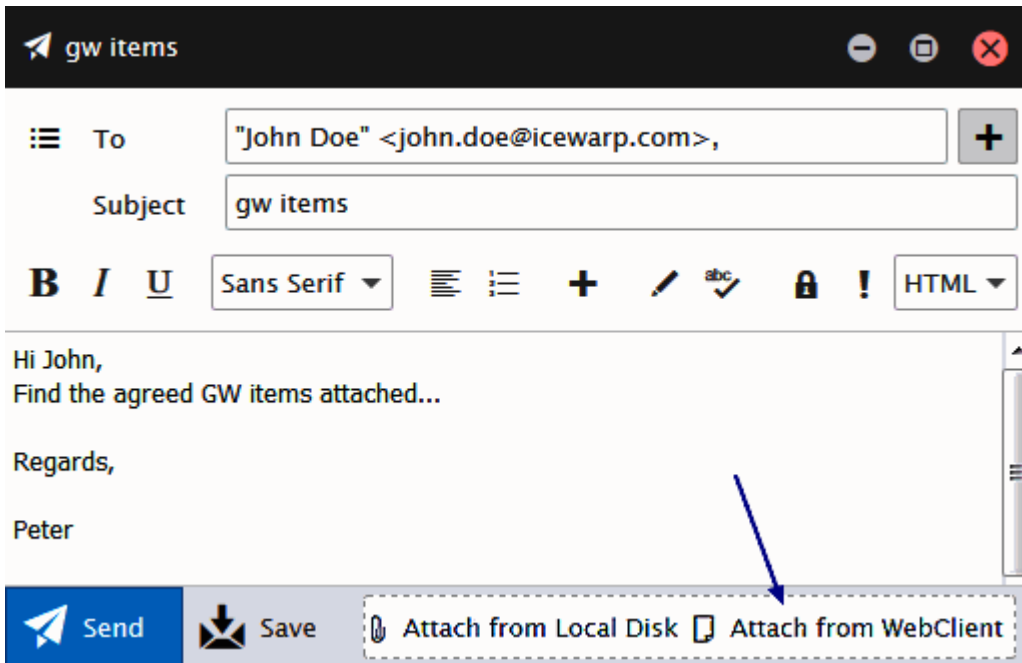 gw items
To "John Doe" <john.doe@icewarp.com>,
Subject gw items
B I U Sans Serif abc HTML
Hi John,
Find the agreed GW items attached...
Regards,
Peter
Send Save Attach from Local Disk Attach from WebClient